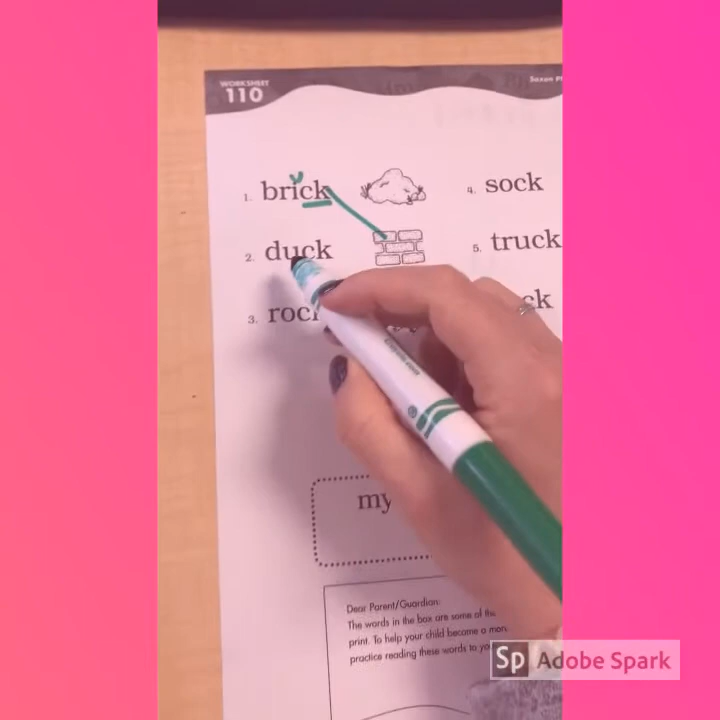 WORKSHEET
110
1. brick
4. sock
2. duck
5. truck
3.
my
Dear Parent/Guardian:
The words in the box are some of the
print. To help your child become a
practice reading these words to
Sp Adobe Spark